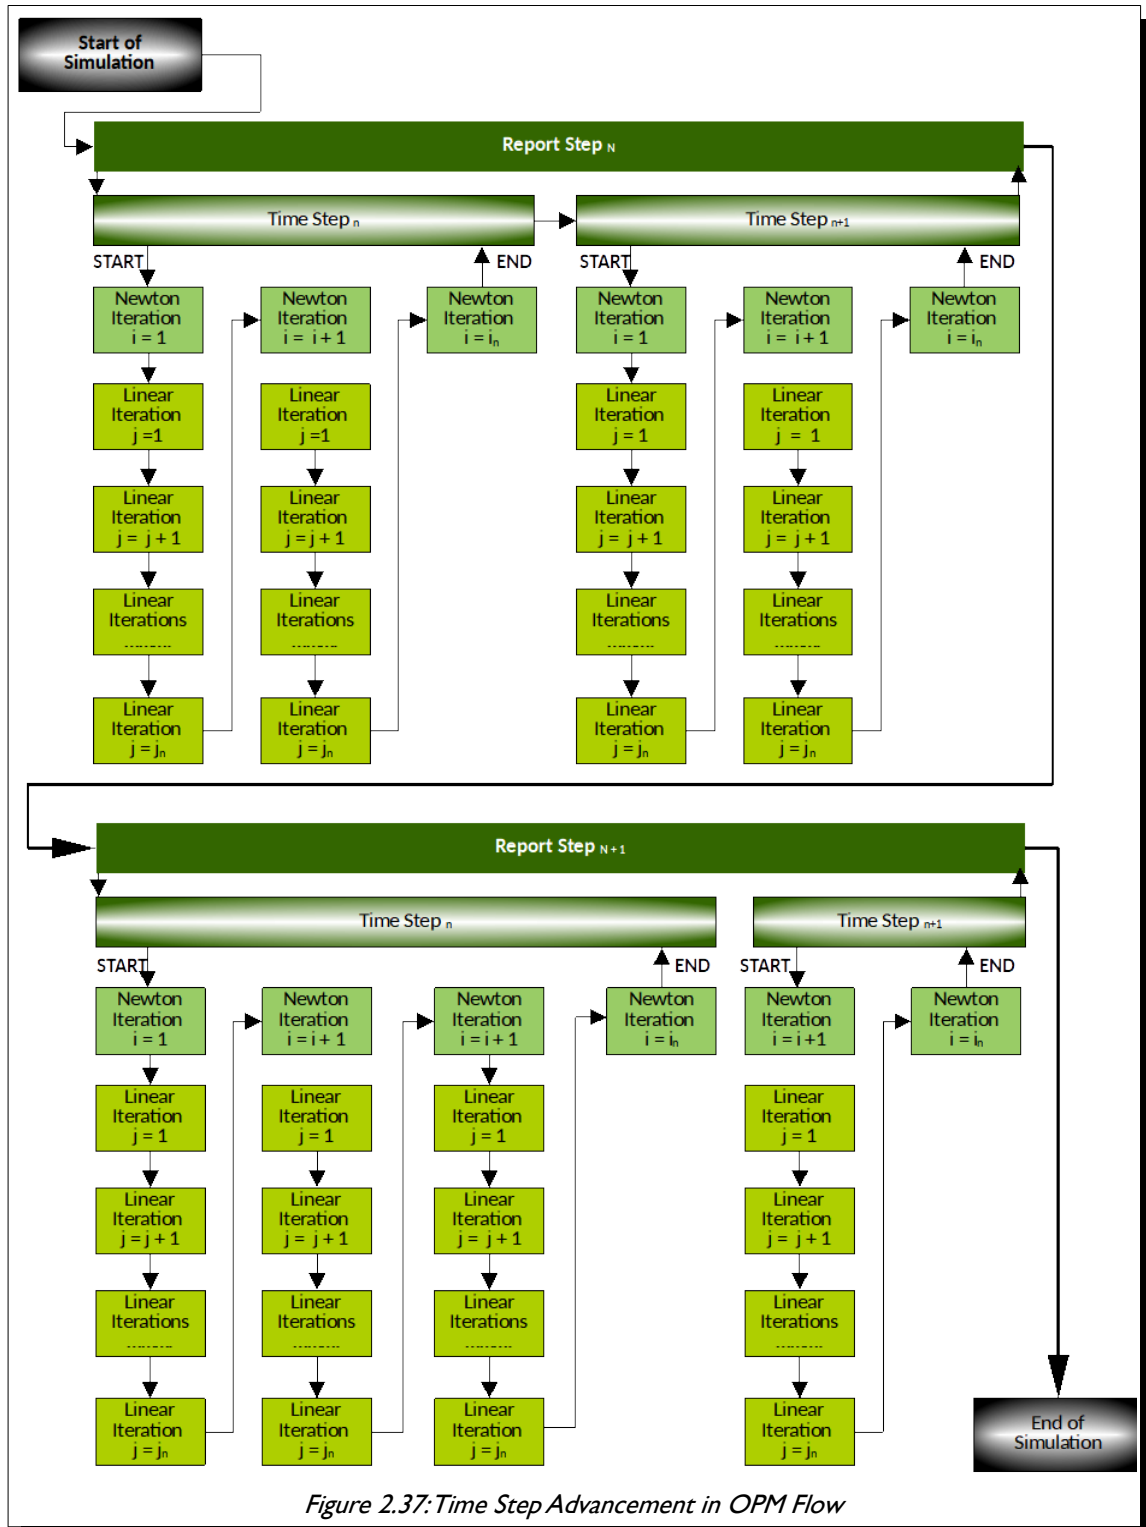 Start of
Simulation
Report Step N
Time Step n
Time Step n+1
START
END
START
END
Newton
Iteration
i = 1
Newton
Iteration
i = i + 1
Newton
Iteration
i = in
Newton
Iteration
i = 1
Newton
Iteration
i = i + 1
Newton
Iteration
i = in
Linear
Iteration
j =1
Linear
Iteration
j =1
Linear
Iteration
j = 1
Linear
Iteration
j = 1
Linear
Iteration
j = j + 1
Linear
Iteration
j = j + 1
Linear
Iteration
j = j + 1
Linear
Iteration
j = j + 1
Linear
Iterations
........
Linear
Iterations
........
Linear
Iterations
........
Linear
Iterations
........
Linear
Iteration
j = jn
Linear
Iteration
j = jn
Linear
Iteration
j = jn
Linear
Iteration
j = jn
Report Step N + 1
Time Step n
Time Step n+1
START
END
START
END
Newton
Iteration
i = 1
Newton
Iteration
i = i + 1
Newton
Iteration
i = i + 1
Newton
Iteration
i = in
Newton
Iteration
i = i +1
Newton
Iteration
i = in
Linear
Iteration
j = 1
Linear
Iteration
j = 1
Linear
Iteration
j = 1
Linear
Iteration
j = 1
Linear
Iteration
j = j + 1
Linear
Iteration
j = j + 1
Linear
Iteration
j = j + 1
Linear
Iteration
j = j + 1
Linear
Iterations
........
Linear
Iterations
........
Linear
Iterations
........
Linear
Iterations
........
Linear
Iteration
j = jn
Linear
Iteration
j = jn
Linear
Iteration
j = jn
Linear
Iteration
j = jn
End of
Simulation
Figure 2.37: Time Step Advancement in OPM Flow